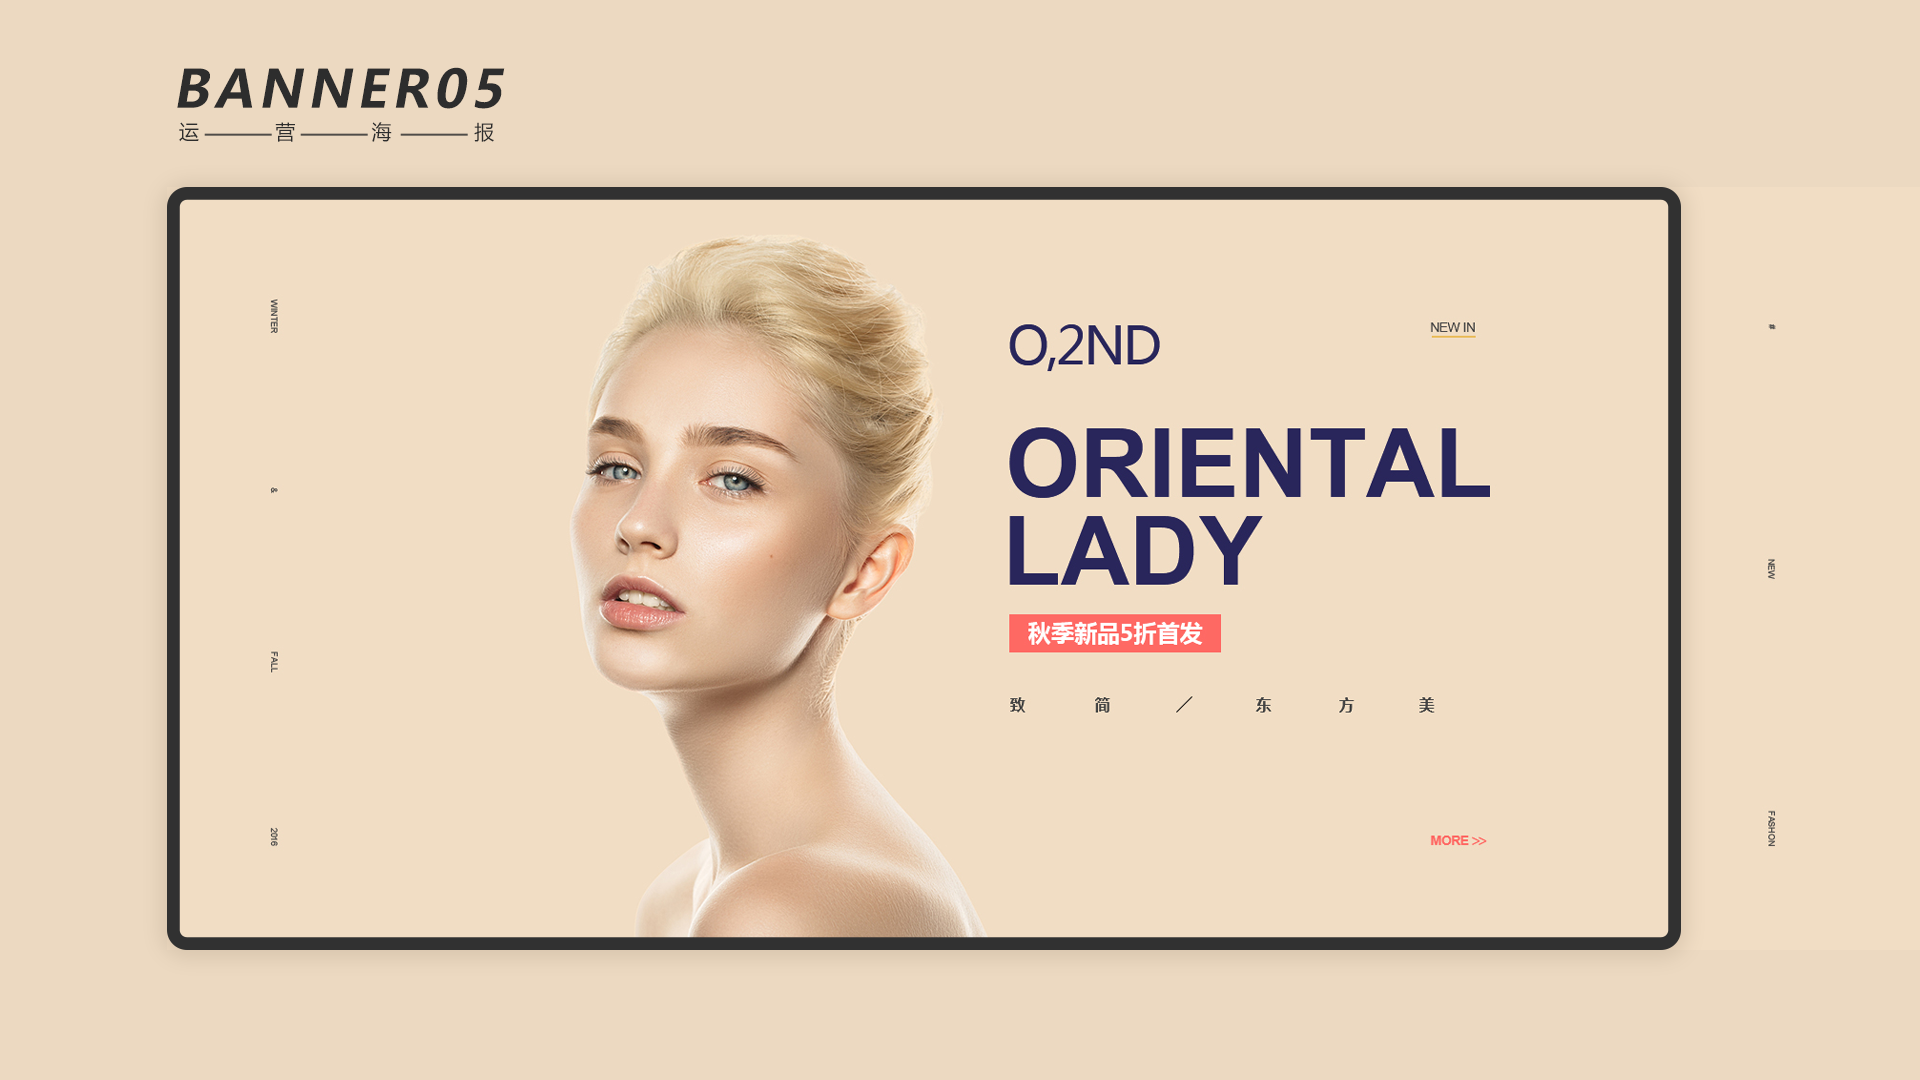 BANNER05
运——营——海——报
WINTER
&
FALL
2016
O,2ND
NEW IN
ORIENTAL
LADY
秋季新品5折首发
致 简 ／ 东 方 美
MORE >>
#
NEW
FASHION